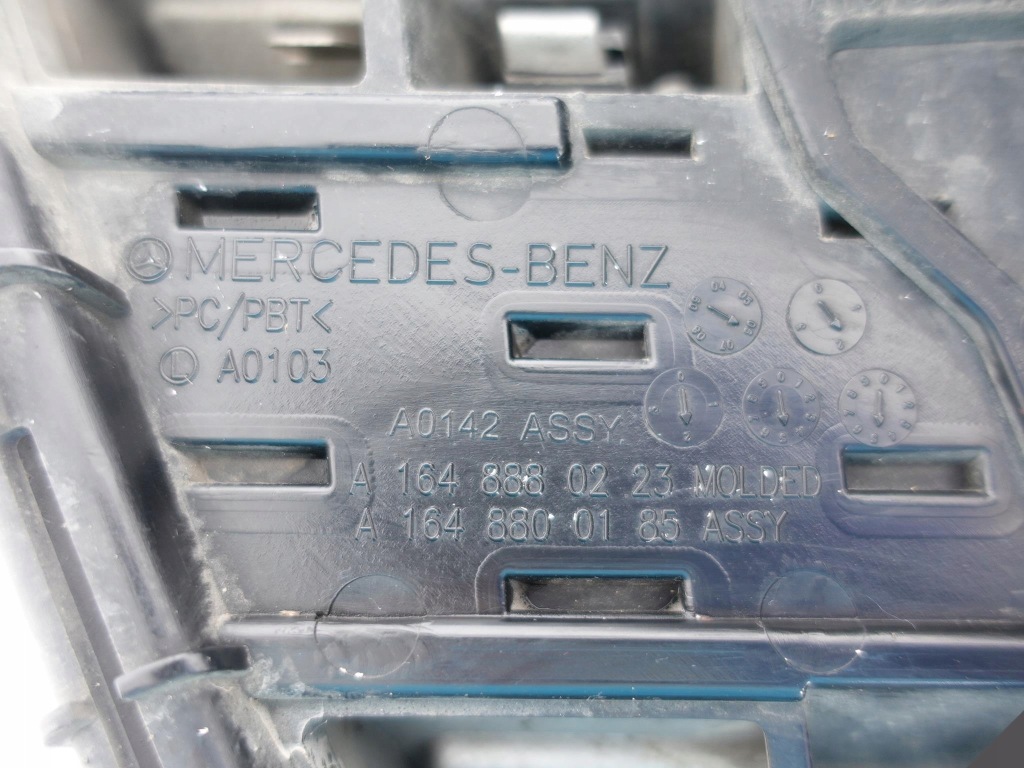 MERCEDES-BENZ
>PC/PBT<
L A0103
A0142 ASSY.
A 164 888 02 23 MOLDED
A 164 880 01 85 ASSY